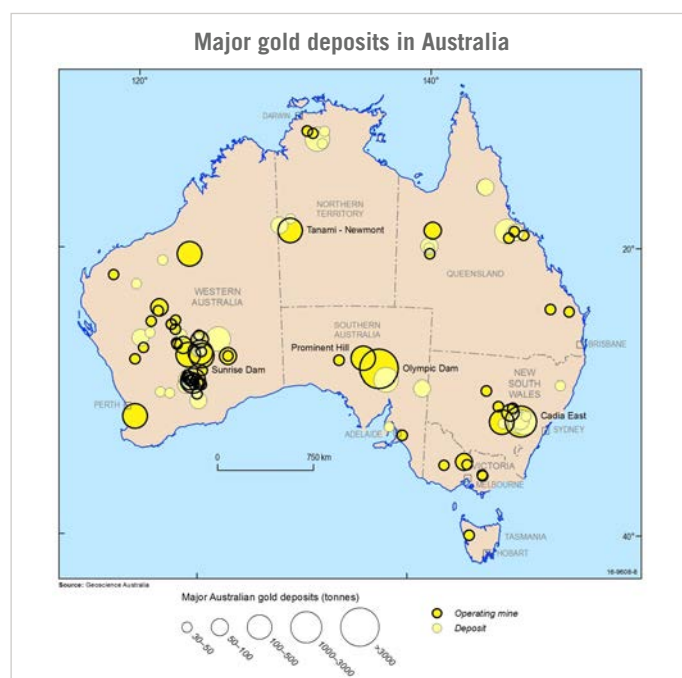 Major gold deposits in Australia
120°
140°
DARWIN
NORTHERN
TERRITORY
Tanami - Newmont
20°
QUEENSLAND
WESTERN
AUSTRALIA
SOUTHERN
AUSTRALIA
Prominent Hill
Sunrise Dam
Olympic Dam
BRISBANE
NEW
SOUTH
WALES
PERTH
Cadia East
ADELAIDE
SYDNEY
0
750 km
VICTORIA
MELBOURNE
TASMANIA
40°
HOBART
16-9608-8
Source: Geoscience Australia
Major Australian gold deposits (tonnes)
30–50
50–100
100–500
1000–3000
>3000
Operating mine
Deposit